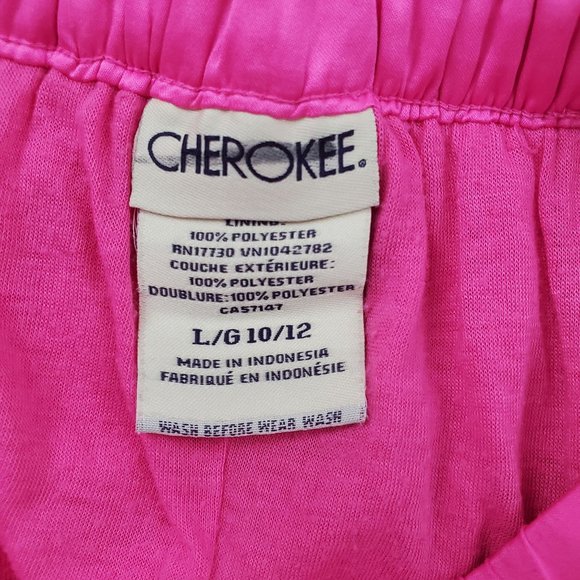 CHEROKEE.
LINING:
100% POLYESTER
RN17730 VN1042782
COUCHE EXTÉRIEURE:
100% POLYESTER
DOUBLURE:100% POLYESTER
CA57147
L/G 10/12
MADE IN INDONESIA
FABRIQUÉ EN INDONÉSIE
WASH BEFORE WEAR WASH